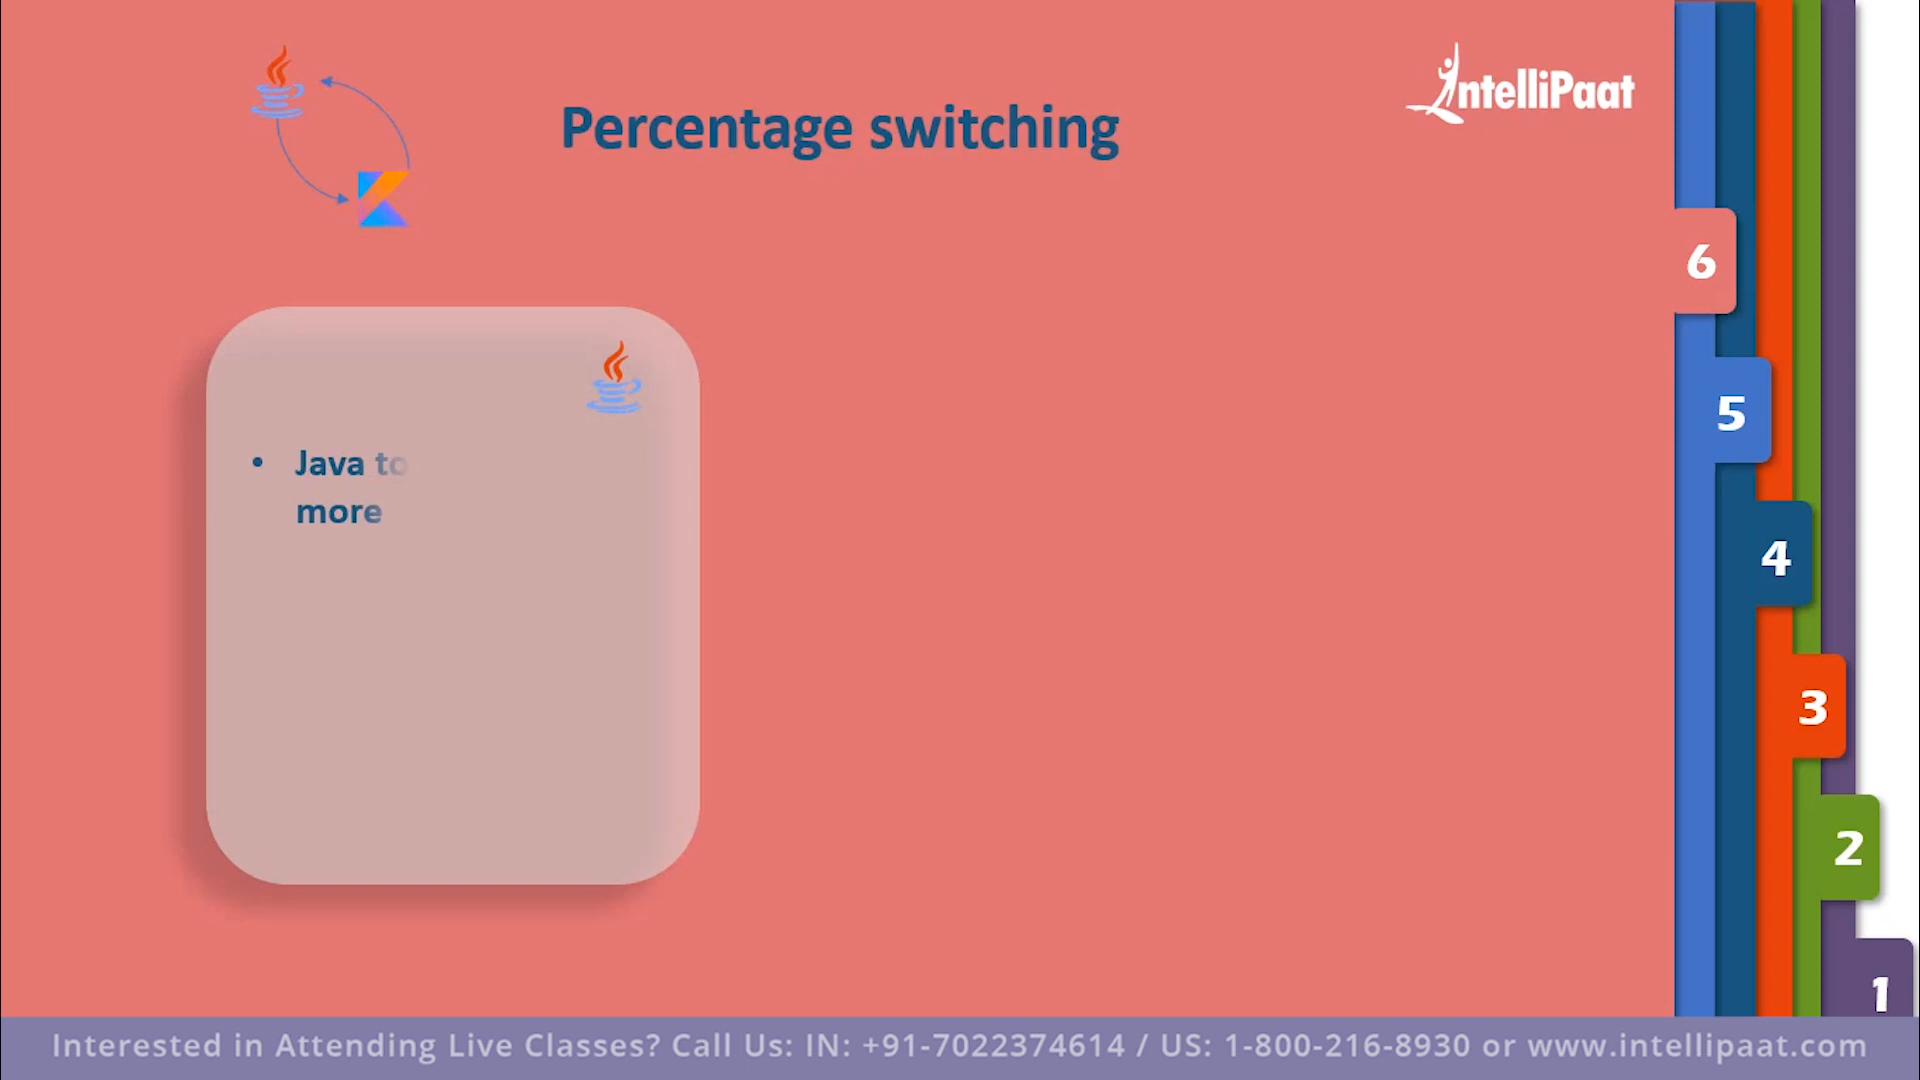 Percentage switching
IntelliPaat
6
5
• Java to
more
4
3
2
1
Interested in Attending Live Classes? Call Us: IN: +91-7022374614 / US: 1-800-216-8930 or www.intellipaat.com